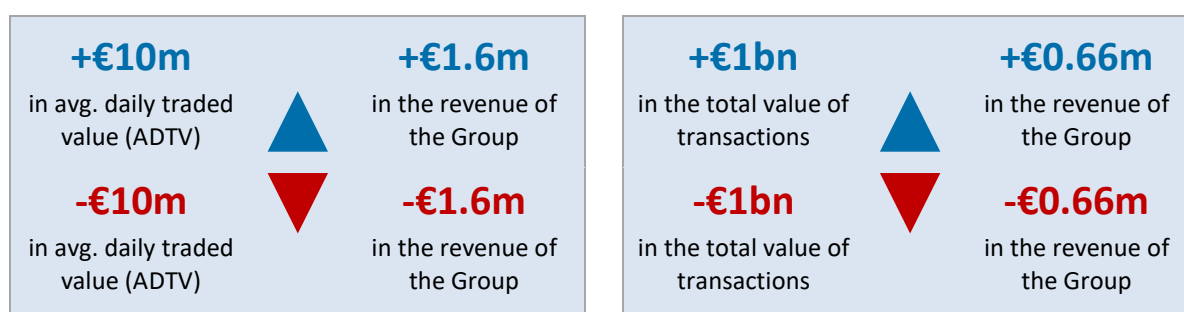 +€10m
in avg. daily traded
value (ADTV)
+€1.6m
in the revenue of
the Group
-€10m
in avg. daily traded
value (ADTV)
-€1.6m
in the revenue of
the Group
+€1bn
in the total value of
transactions
+€0.66m
in the revenue of
the Group
-€1bn
in the total value of
transactions
-€0.66m
in the revenue of
the Group